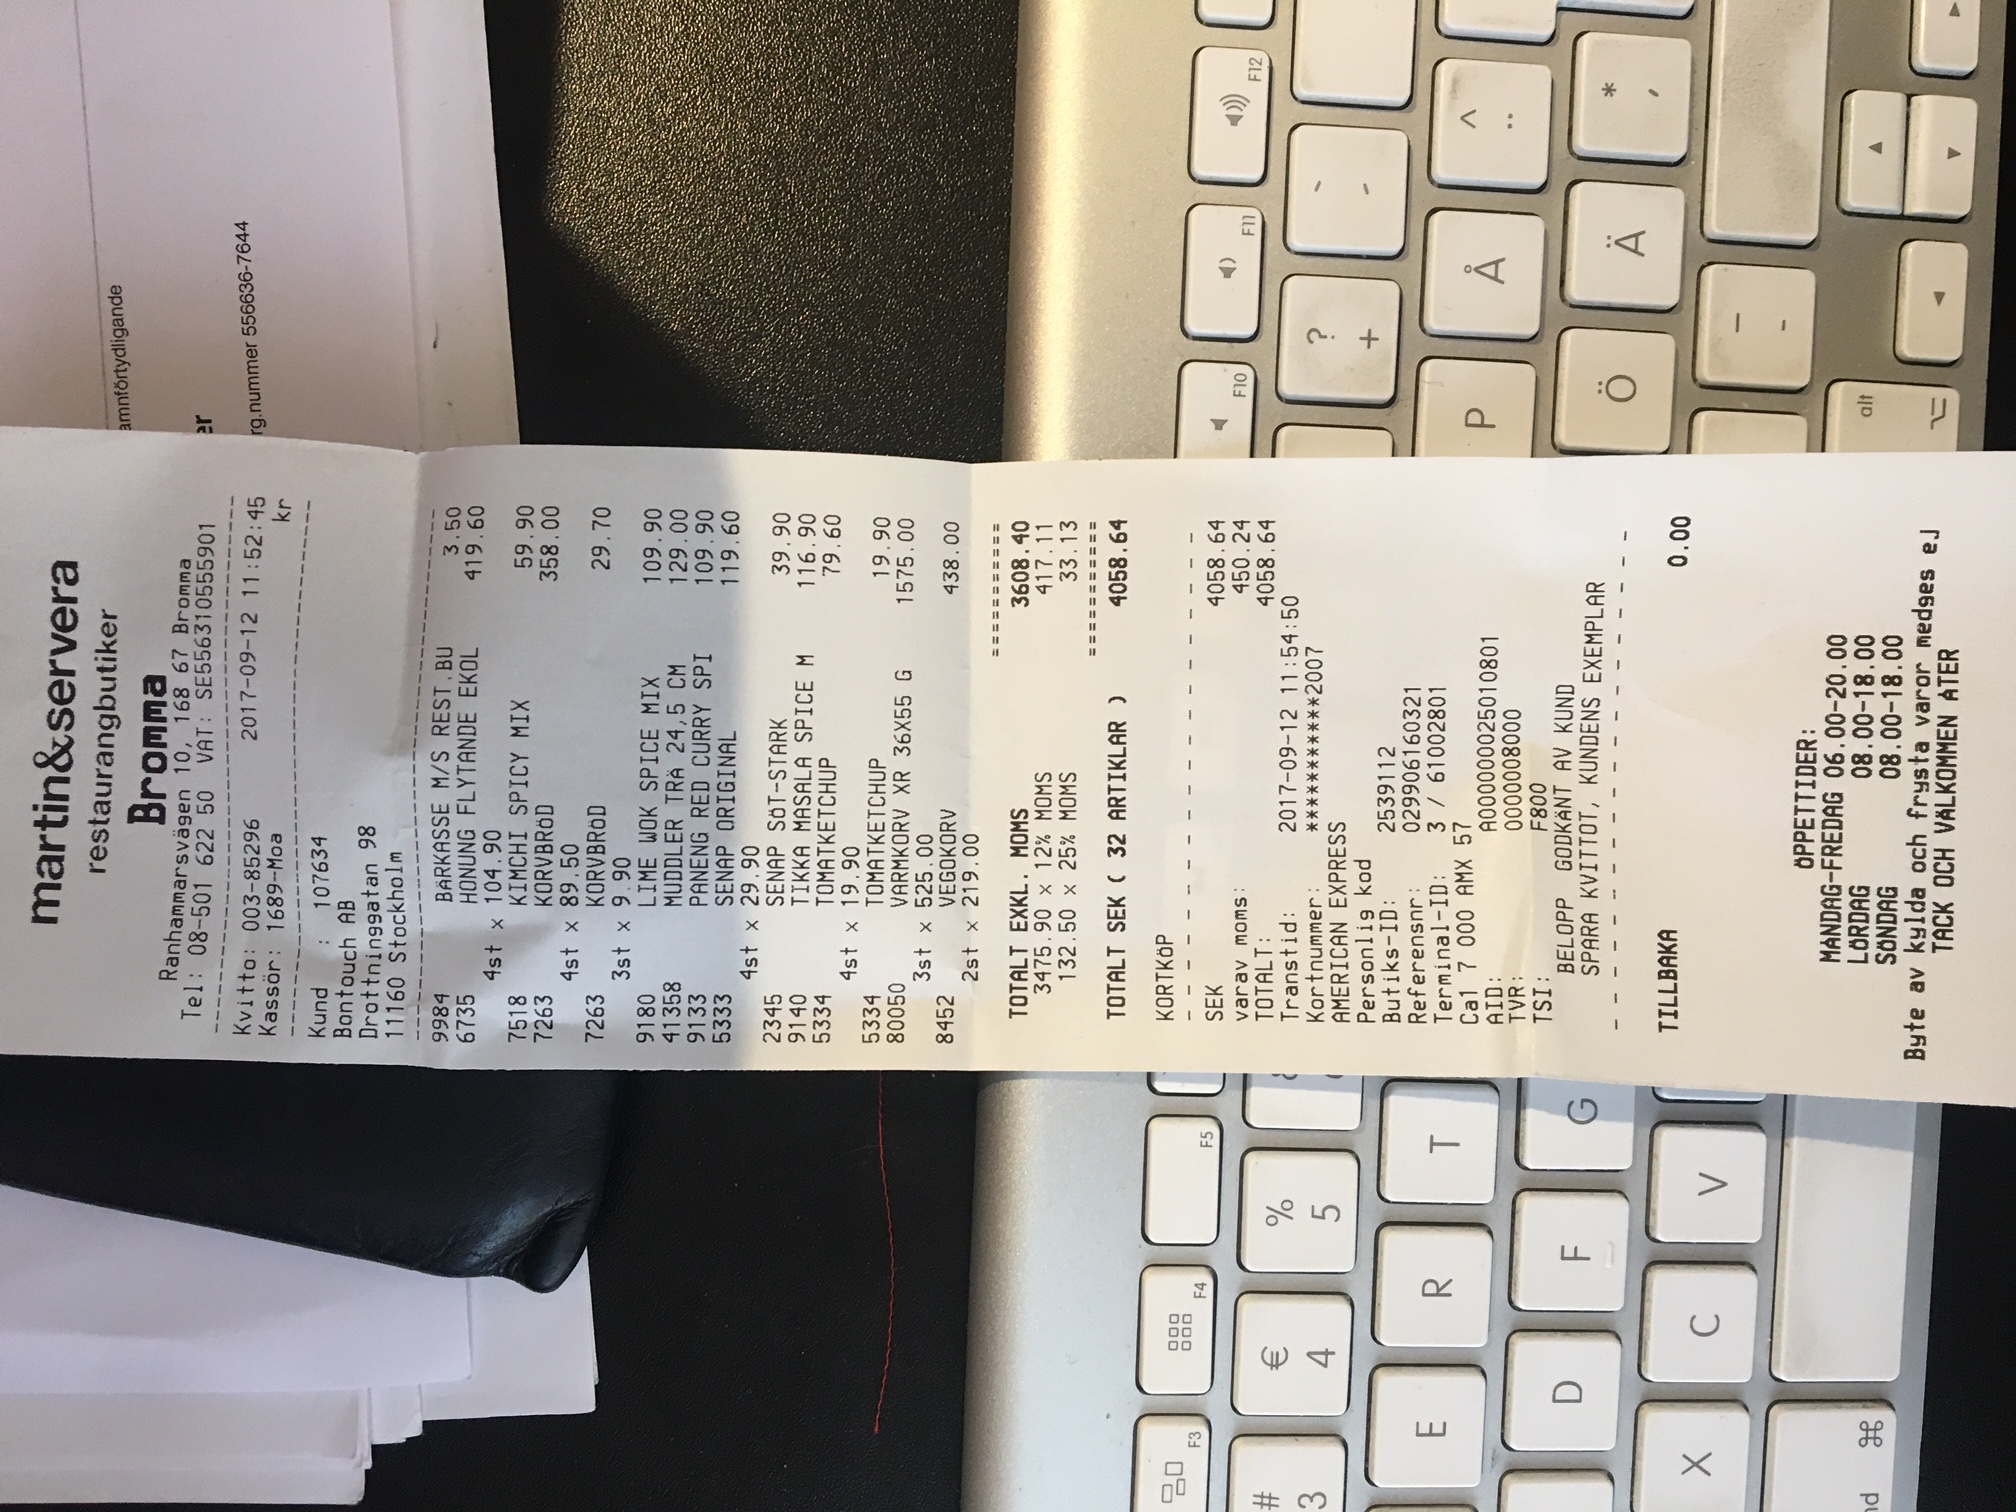 martin&servera
restaurangbutiker
Bromma
Ranhammarsvägen 10, 168 67 Bromma
Tel: 08-501 622 50 VAT: SE556310555901
Kvitto: 003-85296 2017-09-12 11:52:45
Kassör: 1689-Moa kr
Kund : 107634
Bontouch AB
Drottninggatan 98
11160 Stockholm
9984 BÄRKASSE M/S REST.BU 3.50
6735 HONUNG FLYTANDE EKOL 419.60
4st x 104.90
7518 KIMCHI SPICY MIX 59.90
7263 KORVBRÖD 358.00
4st x 89.50
7263 KORVBRÖD 29.70
3st x 9.90
9180 LIME WOK SPICE MIX 109.90
41358 MUDDLER TRÄ 24,5 CM 129.00
9133 PANENG RED CURRY SPI 109.90
5333 SENAP ORIGINAL 119.60
4st x 29.90
2345 SENAP SÖT-STARK 39.90
9140 TIKKA MASALA SPICE M 116.90
5334 TOMATKETCHUP 79.60
4st x 19.90
5334 TOMATKETCHUP 19.90
80050 VARMKORV XR 36X55 G 1575.00
3st x 525.00
8452 VEGOKORV 438.00
2st x 219.00
===========
TOTALT EXKL. MOMS 3608.40
3475.90 x 12% MOMS 417.11
132.50 x 25% MOMS 33.13
===========
TOTALT SEK ( 32 ARTIKLAR ) 4058.64
KORTKÖP
SEK 4058.64
varav moms: 450.24
TOTALT: 4058.64
Transtid: 2017-09-12 11:54:50
Kortnummer: ***********2007
AMERICAN EXPRESS
Personlig kod
Butiks-ID: 2539112
Referensnr: 029906160321
Terminal-ID: 3 / 61002801
Ca1 7 000 AMX 57
AID: A000000025010801
TVR: 0000008000
TSI: F800
BELOPP GODKÄNT AV KUND
SPARA KVITTOT, KUNDENS EXEMPLAR
TILLBAKA 0.00
ÖPPETTIDER:
MÅNDAG-FREDAG 06.00-20.00
LÖRDAG 08.00-18.00
SÖNDAG 08.00-18.00
Byte av kylda och frysta varor medges ej
TACK OCH VÄLKOMMEN ÅTER
amnförtydligande
er
rg.nummer 556636-7644
F3 F4 F5
# 3 € 4 % 5
E R T
D F G
X C V
nd ⌘
F10 F11 F12
? +
P Å ^ ¨
Ö Ä * '
alt